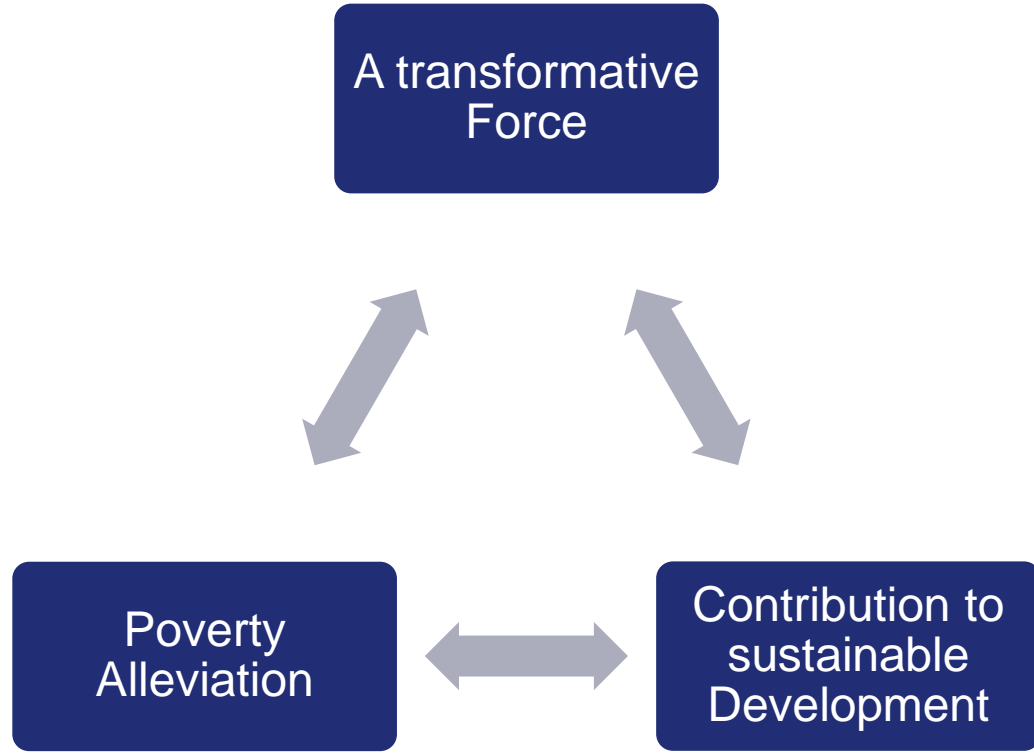 A transformative
Force
Poverty
Alleviation
Contribution to
sustainable
Development